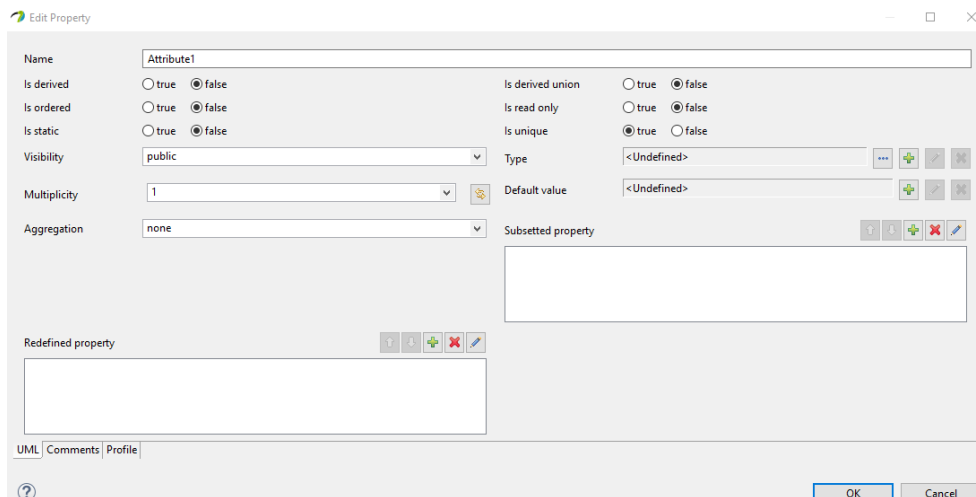 Edit Property
Name Attribute1
Is derived true false Is derived union true false
Is ordered true false Is read only true false
Is static true false Is unique true false
Visibility public Type <Undefined>
Multiplicity 1 Default value <Undefined>
Aggregation none Subsetted property
Redefined property
UML Comments Profile
OK Cancel